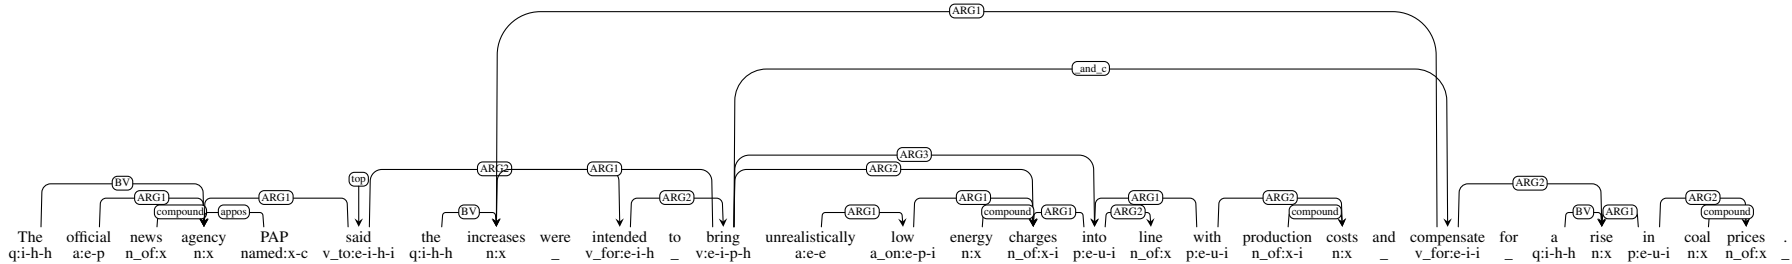 ARG1
_and_c
ARG3
ARG2 ARG1 ARG2
BV top ARG2
ARG1 ARG1 ARG2 ARG1 ARG1 ARG2 ARG2
compound appos BV ARG1 compound ARG1 ARG2 compound BV ARG1 compound
The official news agency PAP said the increases were intended to bring unrealistically low energy charges into line with production costs and compensate for a rise in coal prices .
q:i-h-h a:e-p n_of:x n:x named:x-c v_to:e-i-h-i q:i-h-h n:x _ v_for:e-i-h _ v:e-i-p-h a:e-e a_on:e-p-i n:x n_of:x-i p:e-u-i n_of:x p:e-u-i n_of:x-i n:x _ v_for:e-i-i _ q:i-h-h n:x p:e-u-i n:x n_of:x _